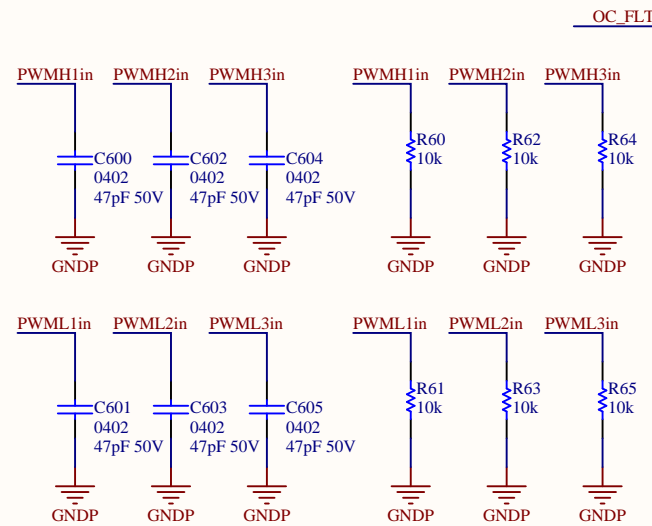 OC_FLT
PWMH1in PWMH2in PWMH3in PWMH1in PWMH2in PWMH3in
C600 C602 C604 R60 R62 R64
0402 0402 0402 10k 10k 10k
47pF 50V 47pF 50V 47pF 50V
GNDP GNDP GNDP GNDP GNDP GNDP
PWML1in PWML2in PWML3in PWML1in PWML2in PWML3in
C601 C603 C605 R61 R63 R65
0402 0402 0402 10k 10k 10k
47pF 50V 47pF 50V 47pF 50V
GNDP GNDP GNDP GNDP GNDP GNDP